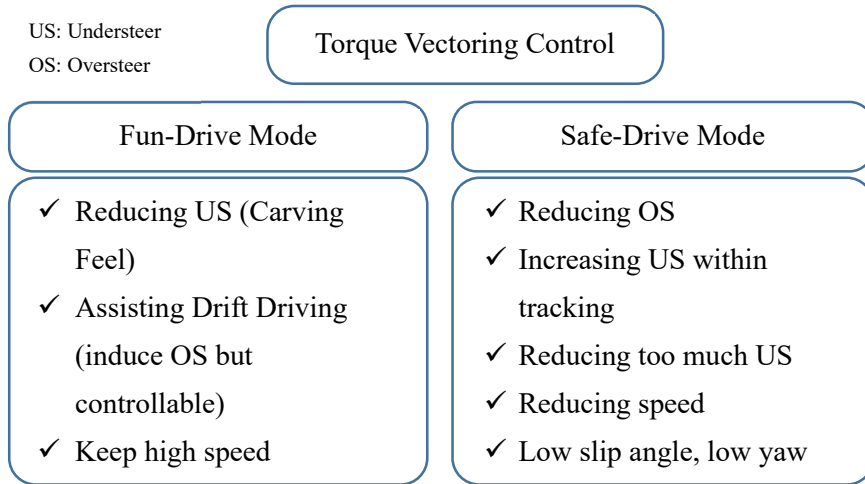 US: Understeer
OS: Oversteer
Torque Vectoring Control
Fun-Drive Mode
✓ Reducing US (Carving
Feel)
✓ Assisting Drift Driving
(induce OS but
controllable)
✓ Keep high speed
Safe-Drive Mode
✓ Reducing OS
✓ Increasing US within
tracking
✓ Reducing too much US
✓ Reducing speed
✓ Low slip angle, low yaw